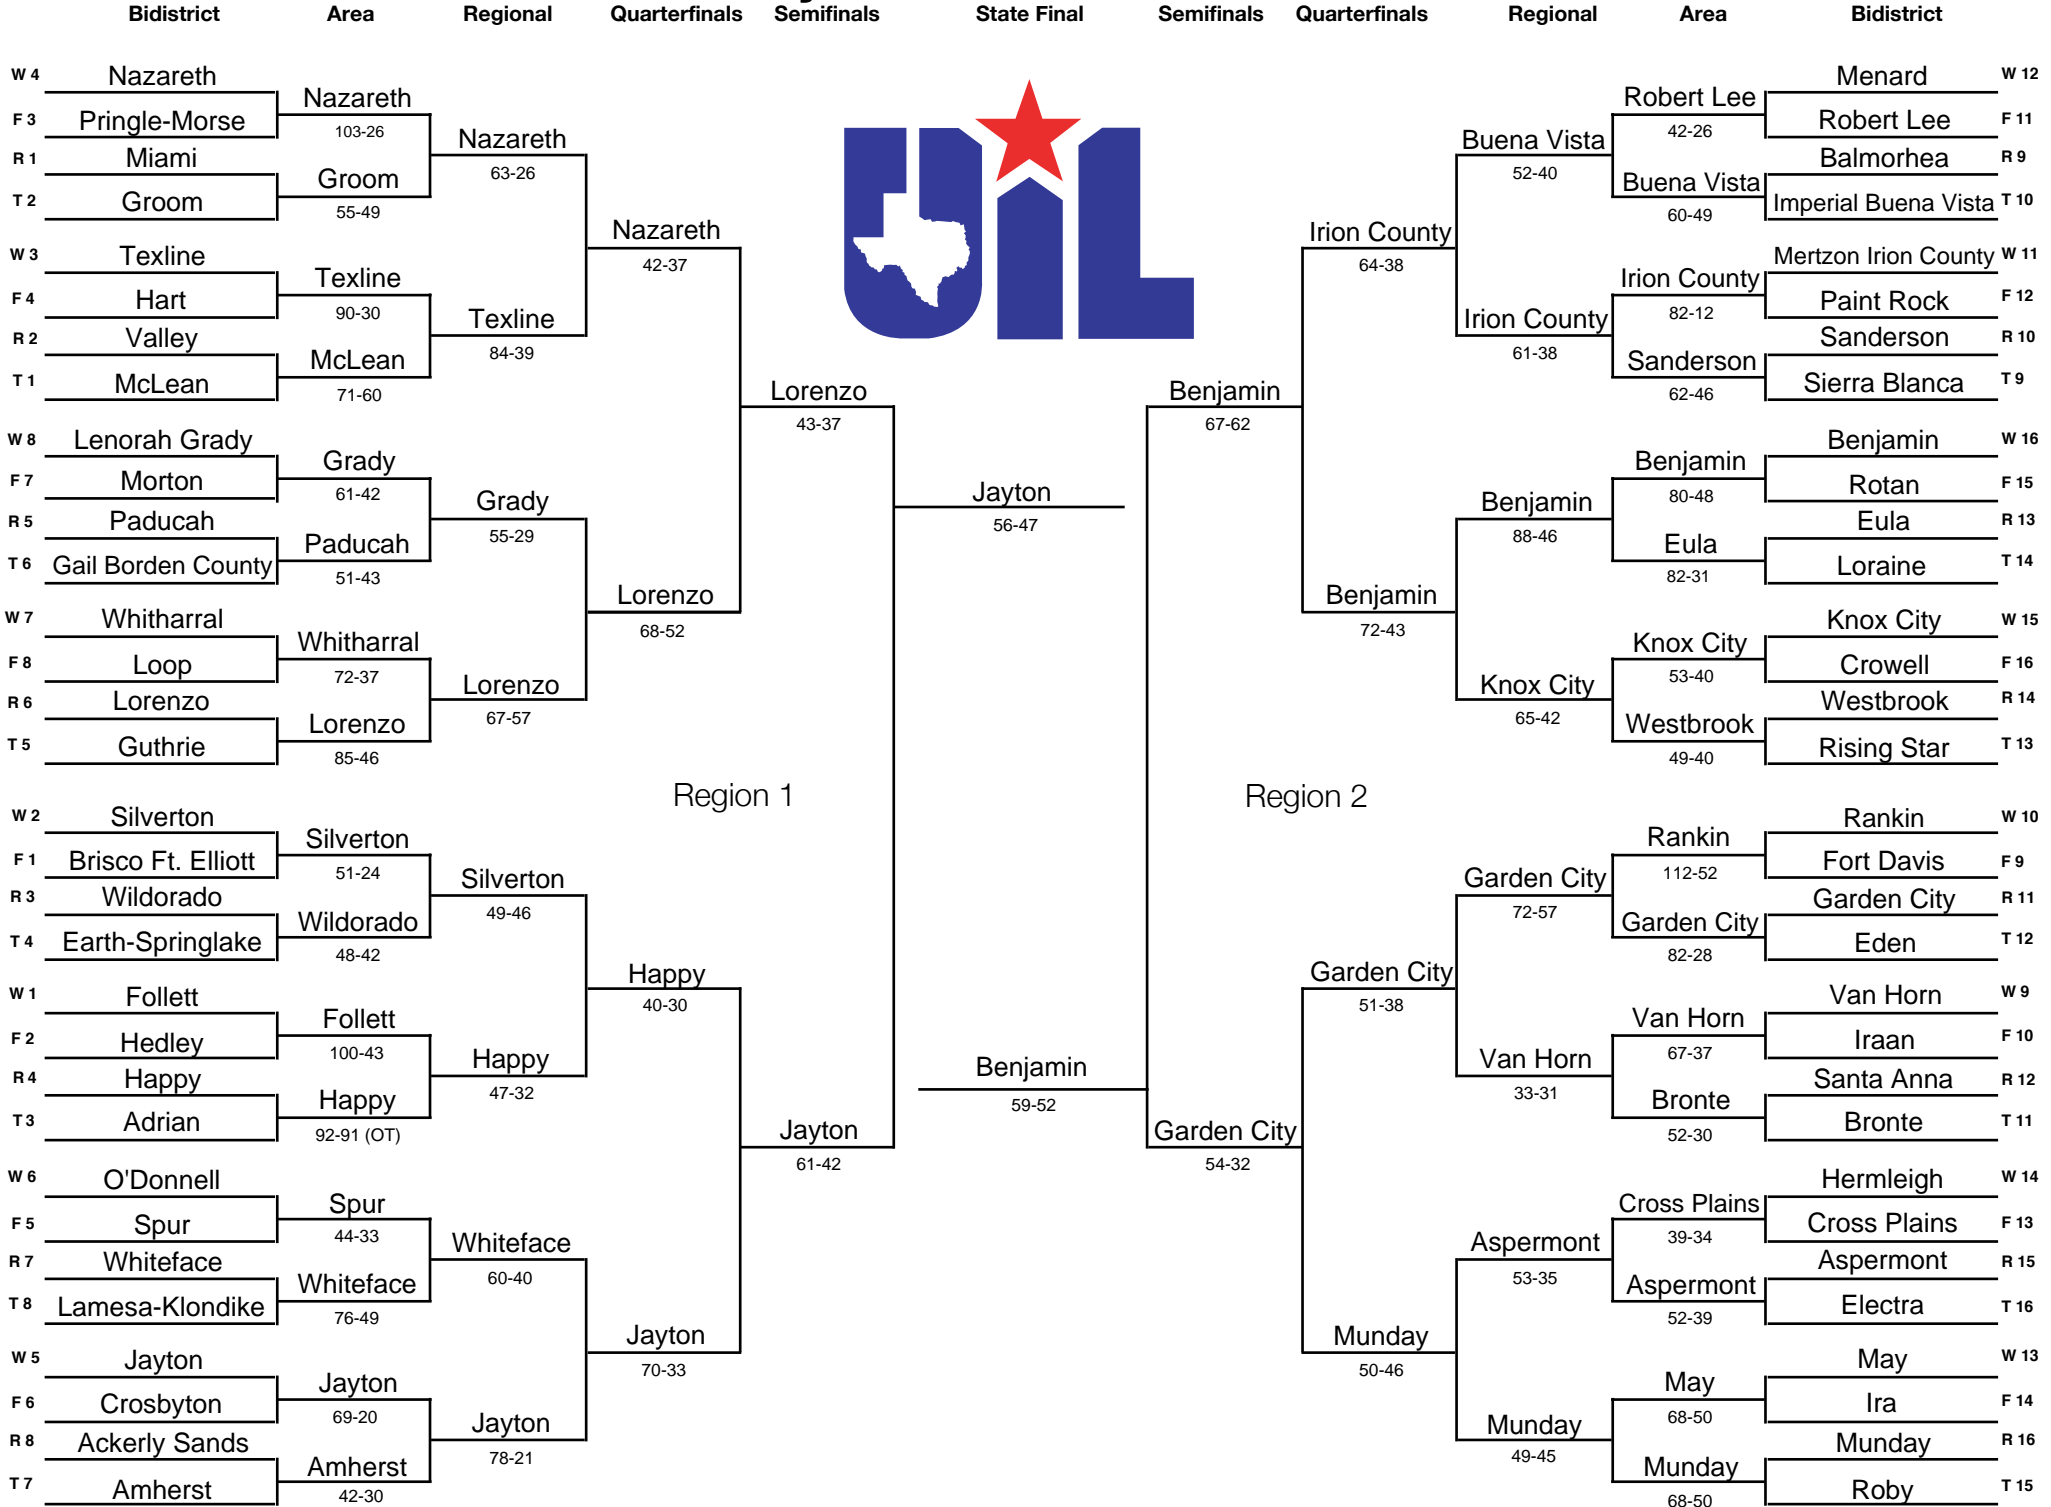 Bidistrict Area Regional Quarterfinals Semifinals State Final Semifinals Quarterfinals Regional Area Bidistrict
W 4 Nazareth
F 3 Pringle-Morse
R 1 Miami
T 2 Groom
W 3 Texline
F 4 Hart
R 2 Valley
T 1 McLean
W 8 Lenorah Grady
F 7 Morton
R 5 Paducah
T 6 Gail Borden County
W 7 Whitharral
F 8 Loop
R 6 Lorenzo
T 5 Guthrie
W 2 Silverton
F 1 Brisco Ft. Elliott
R 3 Wildorado
T 4 Earth-Springlake
W 1 Follett
F 2 Hedley
R 4 Happy
T 3 Adrian
W 6 O'Donnell
F 5 Spur
R 7 Whiteface
T 8 Lamesa-Klondike
W 5 Jayton
F 6 Crosbyton
R 8 Ackerly Sands
T 7 Amherst
Nazareth
103-26
Groom
55-49
Texline
90-30
McLean
71-60
Grady
61-42
Paducah
51-43
Whitharral
72-37
Lorenzo
85-46
Silverton
51-24
Wildorado
48-42
Follett
100-43
Happy
92-91 (OT)
Spur
44-33
Whiteface
76-49
Jayton
69-20
Amherst
42-30
Nazareth
63-26
Texline
84-39
Grady
55-29
Lorenzo
67-57
Silverton
49-46
Happy
47-32
Whiteface
60-40
Jayton
78-21
Nazareth
42-37
Lorenzo
68-52
Happy
40-30
Jayton
70-33
Region 1
Lorenzo
43-37
Jayton
61-42
UIL
Jayton
56-47
Benjamin
59-52
Benjamin
67-62
Garden City
54-32
Region 2
Irion County
64-38
Benjamin
72-43
Garden City
51-38
Munday
50-46
Buena Vista
52-40
Irion County
61-38
Benjamin
88-46
Knox City
65-42
Garden City
72-57
Van Horn
33-31
Aspermont
53-35
Munday
49-45
Robert Lee
42-26
Buena Vista
60-49
Irion County
82-12
Sanderson
62-46
Benjamin
80-48
Eula
82-31
Knox City
53-40
Westbrook
49-40
Rankin
112-52
Garden City
82-28
Van Horn
67-37
Bronte
52-30
Cross Plains
39-34
Aspermont
52-39
May
68-50
Munday
68-50
Menard W 12
Robert Lee F 11
Balmorhea R 9
Imperial Buena Vista T 10
Mertzon Irion County W 11
Paint Rock F 12
Sanderson R 10
Sierra Blanca T 9
Benjamin W 16
Rotan F 15
Eula R 13
Loraine T 14
Knox City W 15
Crowell F 16
Westbrook R 14
Rising Star T 13
Rankin W 10
Fort Davis F 9
Garden City R 11
Eden T 12
Van Horn W 9
Iraan F 10
Santa Anna R 12
Bronte T 11
Hermleigh W 14
Cross Plains F 13
Aspermont R 15
Electra T 16
May W 13
Ira F 14
Munday R 16
Roby T 15